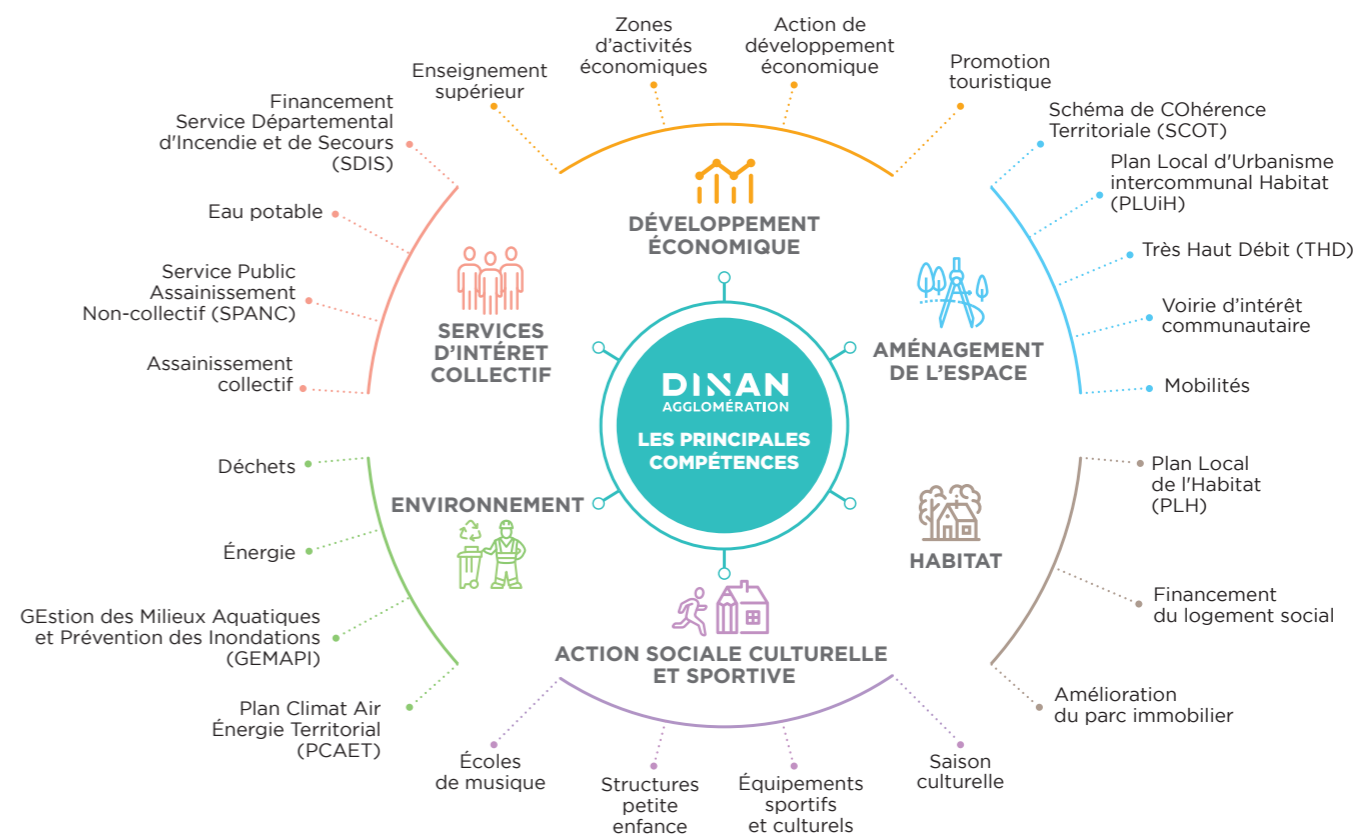 Zones
d'activités
économiques
Action de
développement
économique
Enseignement
supérieur
Promotion
touristique
Financement
Service Départemental
d'Incendie et de Secours
(SDIS)
Eau potable
Service Public
Assainissement
Non-collectif (SPANC)
Assainissement
collectif
Schéma de COhérence
Territoriale (SCOT)
Plan Local d'Urbanisme
intercommunal Habitat
(PLUiH)
Très Haut Débit (THD)
Voirie d'intérêt
communautaire
Mobilités
DÉVELOPPEMENT
ÉCONOMIQUE
SERVICES
D'INTÉRET
COLLECTIF
AMÉNAGEMENT
DE L'ESPACE
DINAN
AGGLOMÉRATION
LES PRINCIPALES
COMPÉTENCES
ENVIRONNEMENT
HABITAT
ACTION SOCIALE CULTURELLE
ET SPORTIVE
Déchets
Énergie
GEstion des Milieux Aquatiques
et Prévention des Inondations
(GEMAPI)
Plan Climat Air
Énergie Territorial
(PCAET)
Plan Local
de l'Habitat
(PLH)
Financement
du logement social
Amélioration
du parc immobilier
Écoles
de musique
Structures
petite
enfance
Équipements
sportifs
et culturels
Saison
culturelle